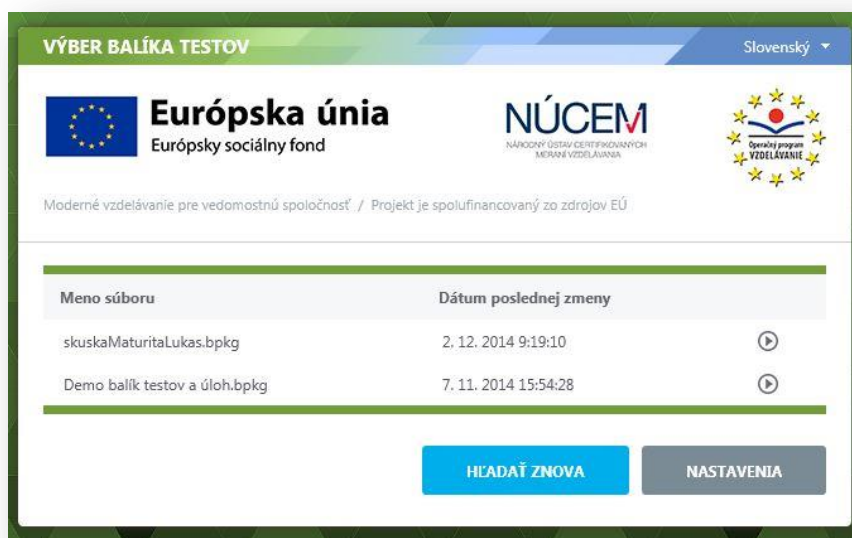 VÝBER BALÍKA TESTOV
Slovenský
Európska únia
Európsky sociálny fond
NÚCEM
NÁRODNÝ ÚSTAV CERTIFIKOVANÝCH
MERANÍ VZDELÁVANIA
Operačný program
VZDELÁVANIE
Moderné vzdelávanie pre vedomostnú spoločnosť / Projekt je spolufinancovaný zo zdrojov EÚ
Meno súboru Dátum poslednej zmeny
skuskaMaturitaLukas.bpkg 2. 12. 2014 9:19:10
Demo balík testov a úloh.bpkg 7. 11. 2014 15:54:28
HĽADAŤ ZNOVA NASTAVENIA